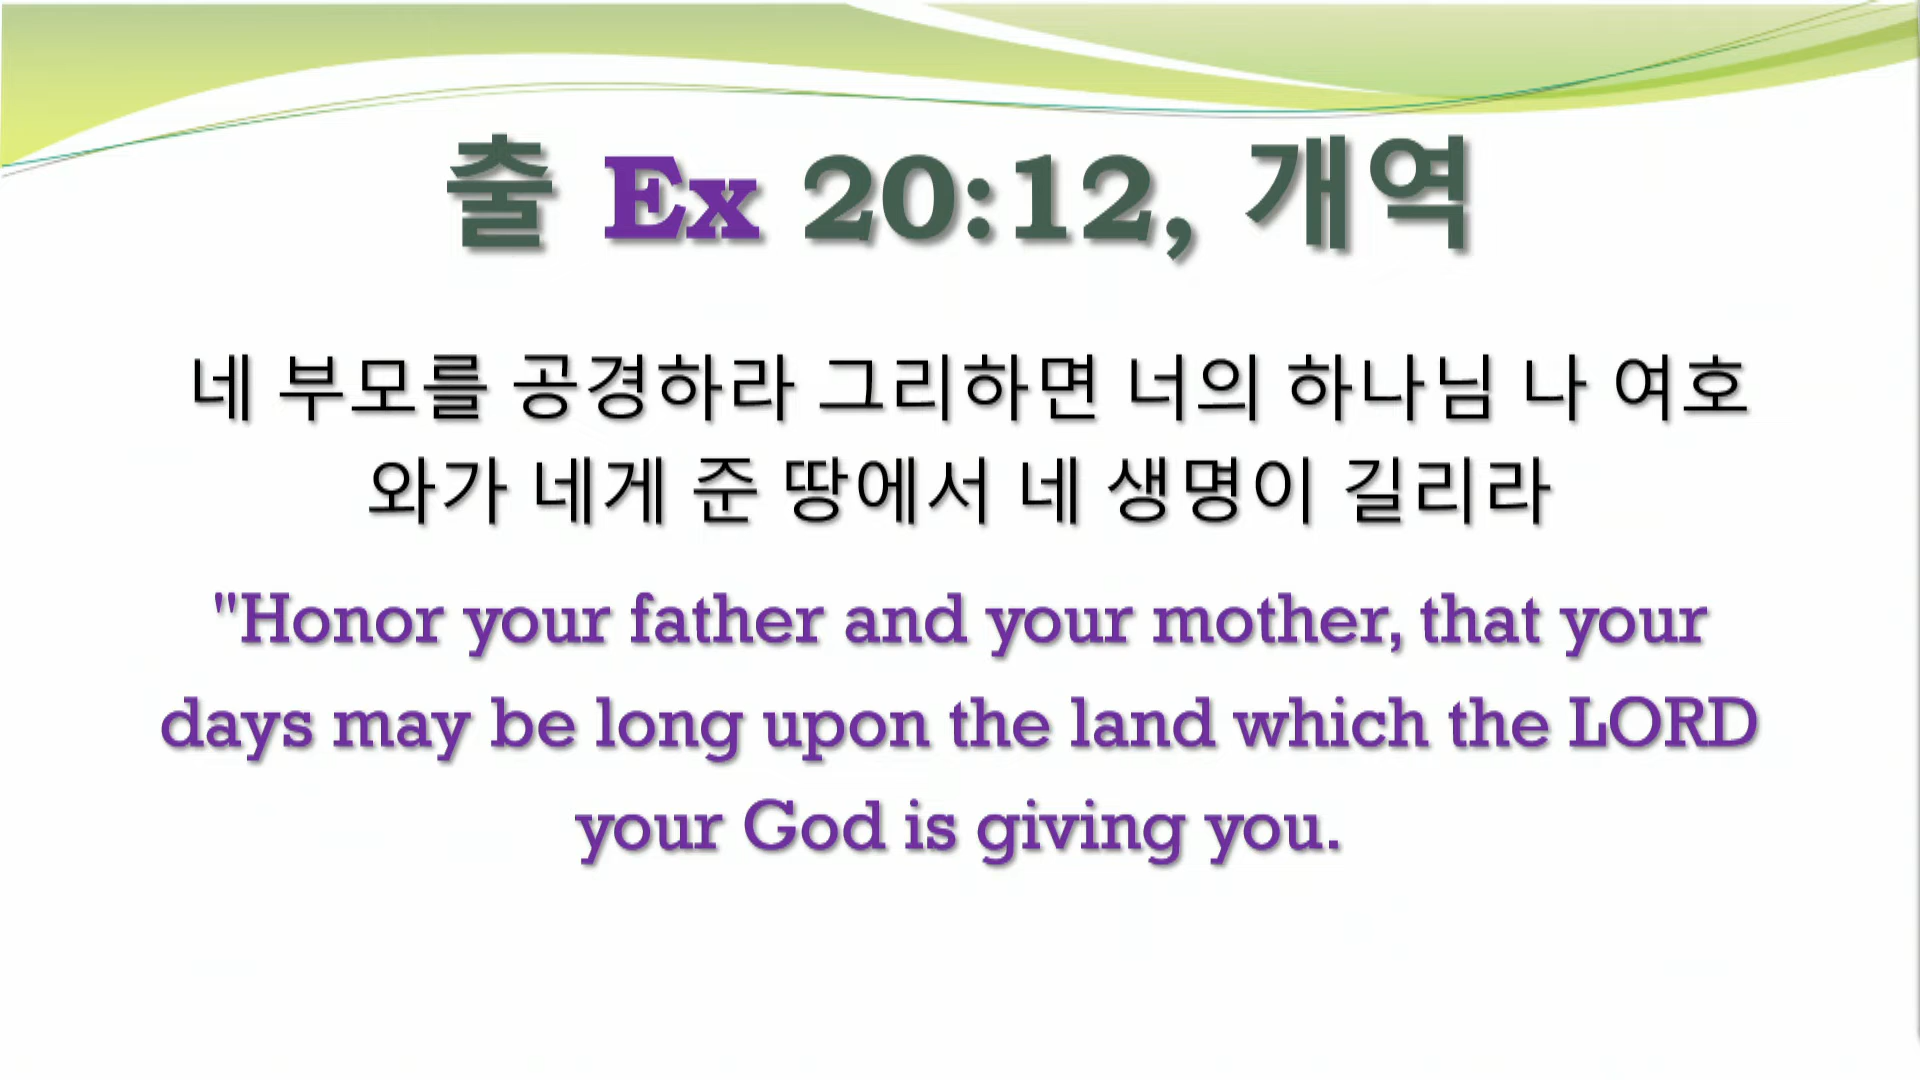 출 Ex 20:12, 개역
네 부모를 공경하라 그리하면 너의 하나님 나 여호
와가 네게 준 땅에서 네 생명이 길리라
"Honor your father and your mother, that your
days may be long upon the land which the LORD
your God is giving you.